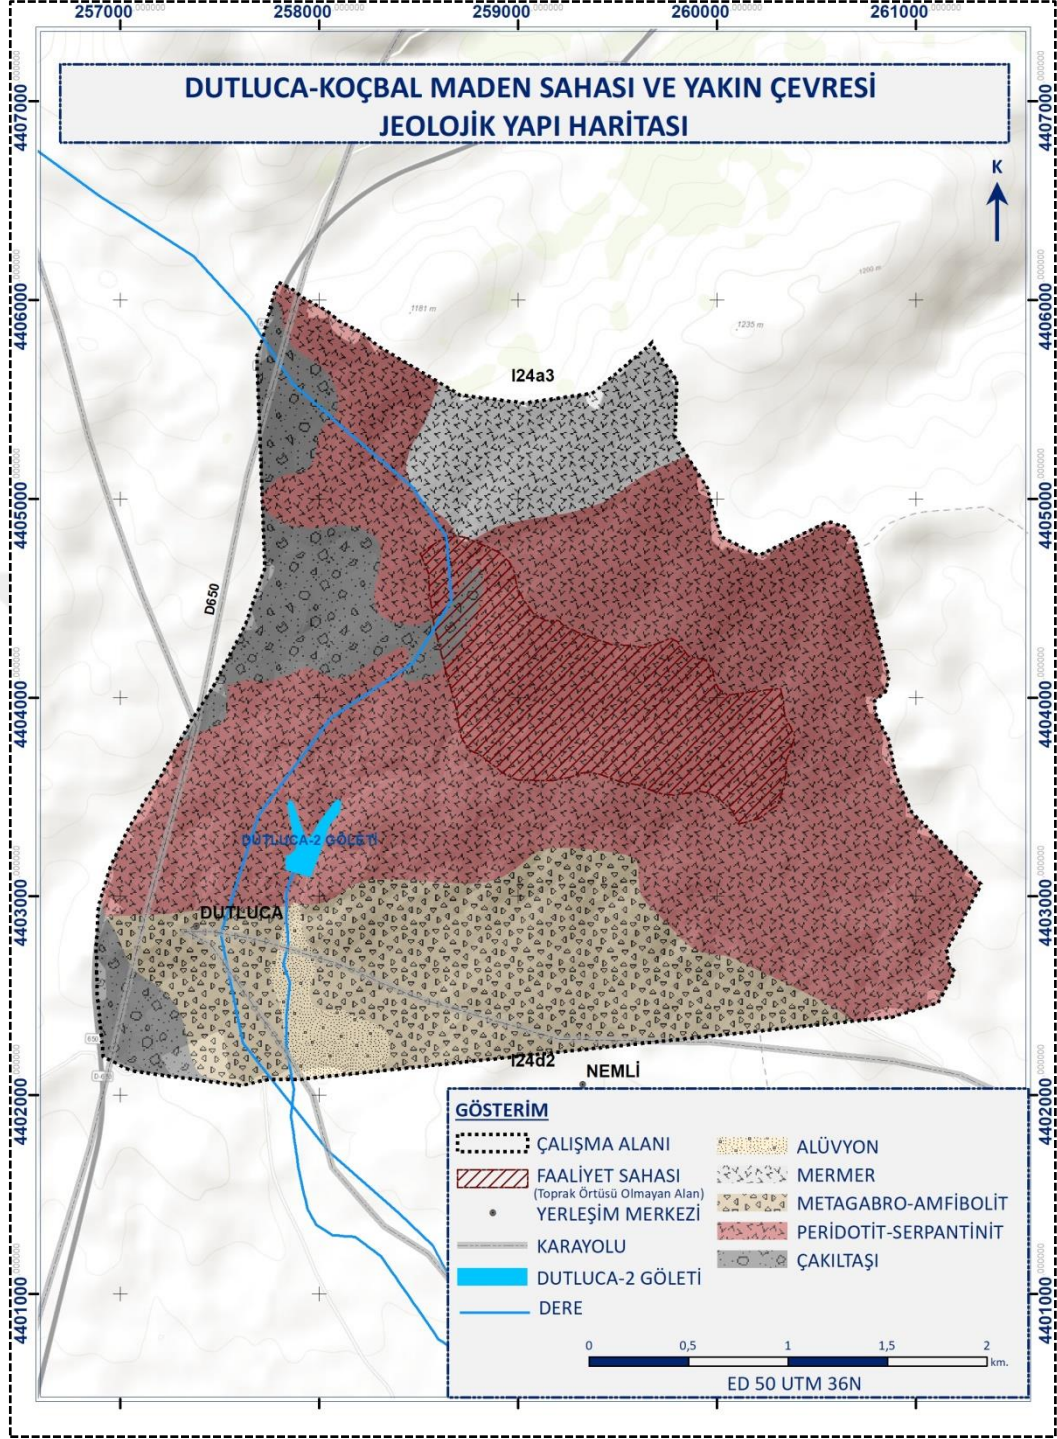 257000 258000 259000 260000 261000
DUTLUCA-KOÇBAL MADEN SAHASI VE YAKIN ÇEVRESİ
JEOLOJİK YAPI HARİTASI
4407000
4407000
K
1200 m
4406000
4406000
1181 m
1235 m
I24a3
4405000
4405000
D650
4404000
4404000
DUTLUCA-2 GÖLETİ
4403000
4403000
DUTLUCA
650
I24d2
NEMLİ
D-650
4402000
4402000
GÖSTERİM
ÇALIŞMA ALANI
FAALİYET SAHASI
(Toprak Örtüsü Olmayan Alan)
YERLEŞİM MERKEZİ
KARAYOLU
DUTLUCA-2 GÖLETİ
DERE
ALÜVYON
MERMER
METAGABRO-AMFİBOLİT
PERİDOTİT-SERPANTİNİT
ÇAKILTAŞI
4401000
4401000
0 0,5 1 1,5 2
km.
ED 50 UTM 36N